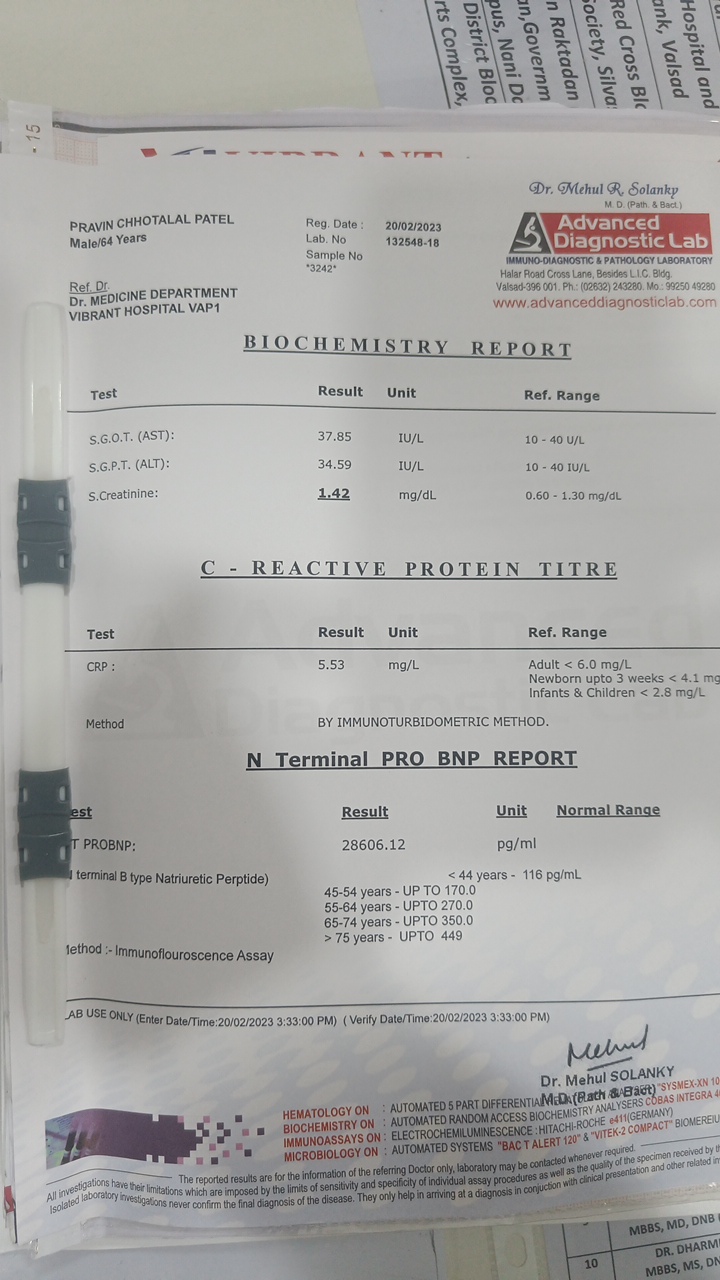 Hospital and
ank, Valsad
Red Cross Blo
ociety, Silva
n Raktadan
an,Governm
pus, Nani Da
District Bloc
rts Complex,
- 15
VIBRANT
Dr. Mehul R. Solanky
M. D. (Path. & Bact.)
Advanced
Diagnostic Lab
IMMUNO-DIAGNOSTIC & PATHOLOGY LABORATORY
Halar Road Cross Lane, Besides L.I.C. Bldg.
Valsad-396 001. Ph.: (02632) 243280. Mo.: 99250 49280
www.advanceddiagnosticlab.com
PRAVIN CHHOTALAL PATEL
Male/64 Years
Reg. Date : 20/02/2023
Lab. No 132548-18
Sample No
*3242*
Ref. Dr.
Dr. MEDICINE DEPARTMENT
VIBRANT HOSPITAL VAP1
BIOCHEMISTRY REPORT
Test Result Unit Ref. Range
S.G.O.T. (AST): 37.85 IU/L 10 - 40 U/L
S.G.P.T. (ALT): 34.59 IU/L 10 - 40 IU/L
S.Creatinine: 1.42 mg/dL 0.60 - 1.30 mg/dL
C - REACTIVE PROTEIN TITRE
Test Result Unit Ref. Range
CRP : 5.53 mg/L Adult < 6.0 mg/L
Newborn upto 3 weeks < 4.1 mg
Infants & Children < 2.8 mg/L
Method BY IMMUNOTURBIDOMETRIC METHOD.
N Terminal PRO BNP REPORT
est Result Unit Normal Range
T PROBNP: 28606.12 pg/ml
terminal B type Natriuretic Perptide) < 44 years - 116 pg/mL
45-54 years - UP TO 170.0
55-64 years - UPTO 270.0
65-74 years - UPTO 350.0
> 75 years - UPTO 449
Method :- Immunoflouroscence Assay
LAB USE ONLY (Enter Date/Time:20/02/2023 3:33:00 PM) ( Verify Date/Time:20/02/2023 3:33:00 PM)
Mehul
Dr. Mehul SOLANKY
M.D.(Path & Bact)
HEMATOLOGY ON : AUTOMATED 5 PART DIFFERENTIAL "SYSMEX-XN 10
BIOCHEMISTRY ON : AUTOMATED RANDOM ACCESS BIOCHEMISTRY ANALYSERS COBAS INTEGRA 4
IMMUNOASSAYS ON : ELECTROCHEMILUMINESCENCE : HITACHI-ROCHE e411(GERMANY)
MICROBIOLOGY ON : AUTOMATED SYSTEMS "BAC T ALERT 120" & "VITEK-2 COMPACT" BIOMEREIU
The reported results are for the information of the referring Doctor only, laboratory may be contacted whenever required.
All investigations have their limitations which are imposed by the limits of sensitivity and specificity of individual assay procedures as well as the quality of the specimen received by th
Isolated laboratory investigations never confirm the final diagnosis of the disease. They only help in arriving at a diagnosis in conjuction with clinical presentation and other related in
MBBS, MD, DNB
10 DR. DHARM
MBBS, MS, DN